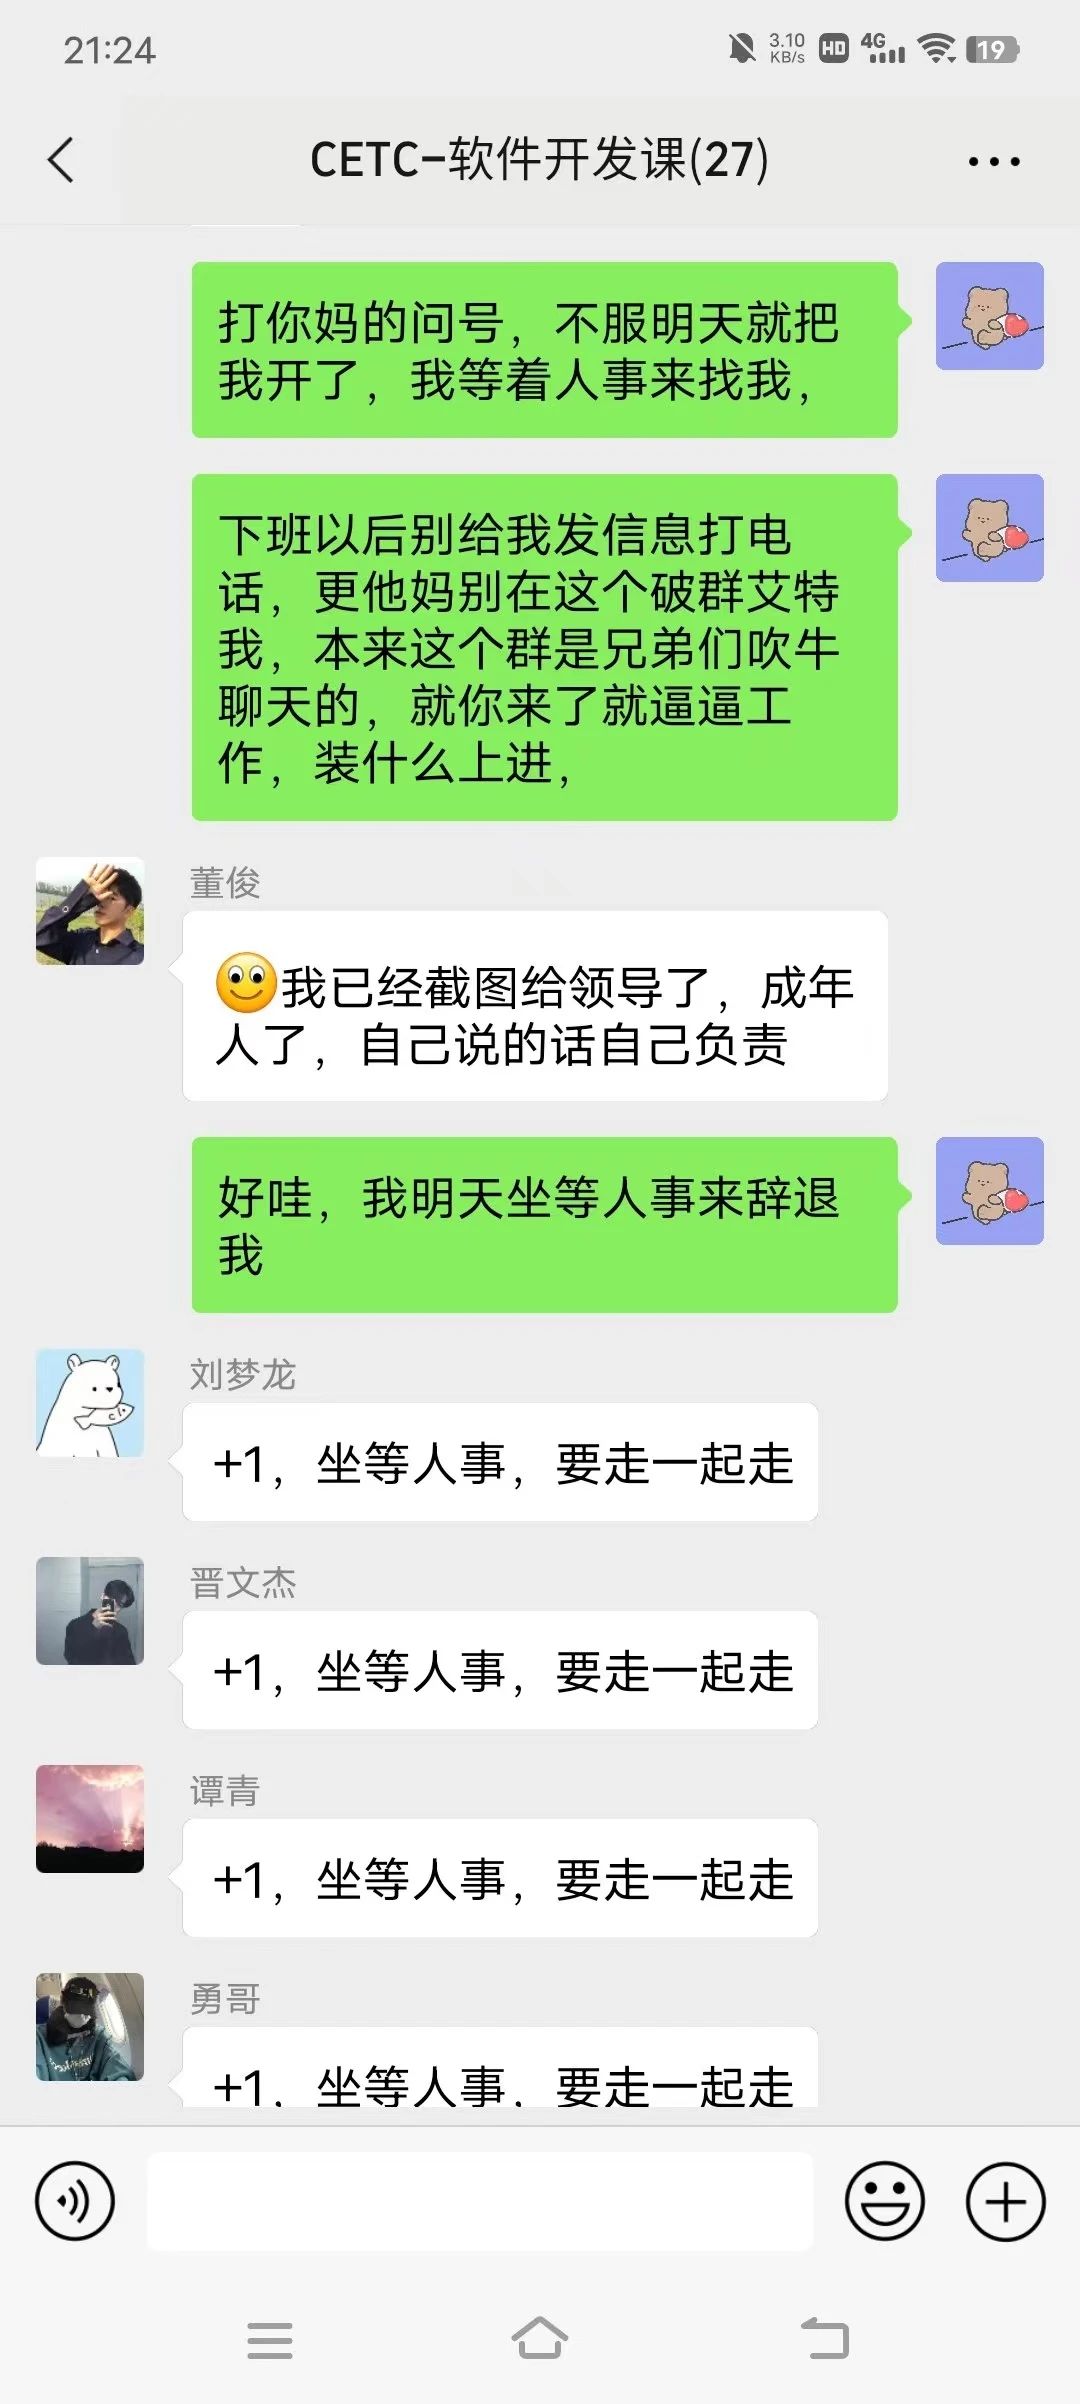 21:24
3.10
KB/s
HD
4G
19
CETC-软件开发课(27)
打你妈的问号，不服明天就把
我开了，我等着人事来找我，
下班以后别给我发信息打电
话，更他妈别在这个破群艾特
我，本来这个群是兄弟们吹牛
聊天的，就你来了就逼逼工
作，装什么上进，
董俊
我已经截图给领导了，成年
人了，自己说的话自己负责
好哇，我明天坐等人事来辞退
我
刘梦龙
+1，坐等人事，要走一起走
晋文杰
+1，坐等人事，要走一起走
谭青
+1，坐等人事，要走一起走
勇哥
+1，坐等人事，要走一起走